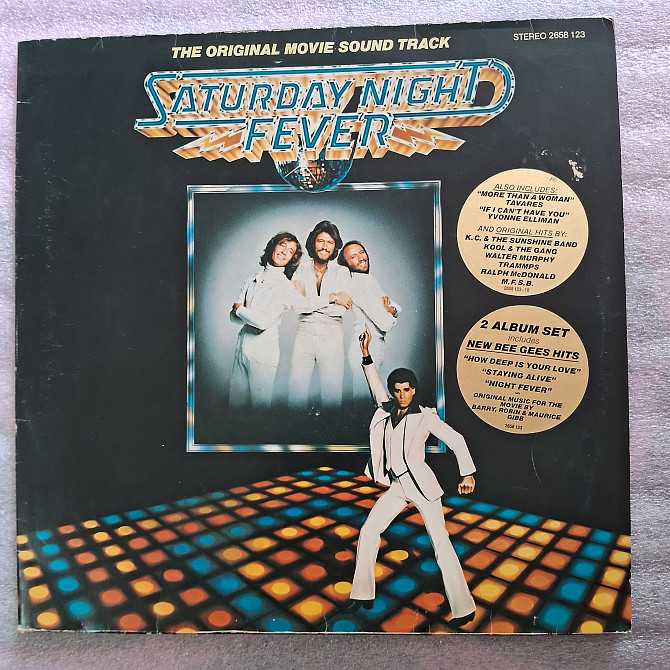 THE ORIGINAL MOVIE SOUND TRACK
STEREO 2658 123
SATURDAY NIGHT
FEVER
ALSO INCLUDES:
"MORE THAN A WOMAN"
TAVARES
"IF I CAN'T HAVE YOU"
YVONNE ELLIMAN
AND ORIGINAL HITS BY:
K.C. & THE SUNSHINE BAND
KOOL & THE GANG
WALTER MURPHY
TRAMMPS
RALPH McDONALD
M.F.S.B.
2 ALBUM SET
includes
NEW BEE GEES HITS
"HOW DEEP IS YOUR LOVE"
"STAYING ALIVE"
"NIGHT FEVER"
ORIGINAL MUSIC FOR THE
MOVIE BY
BARRY, ROBIN & MAURICE
GIBB
2658 123